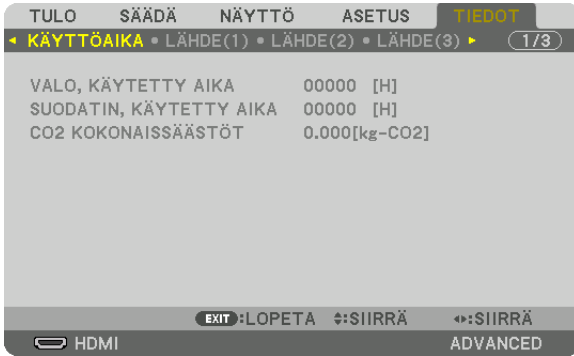 TULO SÄÄDÄ NÄYTTÖ ASETUS TIEDOT
◂ KÄYTTÖAIKA • LÄHDE(1) • LÄHDE(2) • LÄHDE(3) ▸ 1/3
VALO, KÄYTETTY AIKA 00000 [H]
SUODATIN, KÄYTETTY AIKA 00000 [H]
CO2 KOKONAISSÄÄSTÖT 0.000[kg-CO2]
EXIT:LOPETA :SIIRRÄ :SIIRRÄ
HDMI ADVANCED